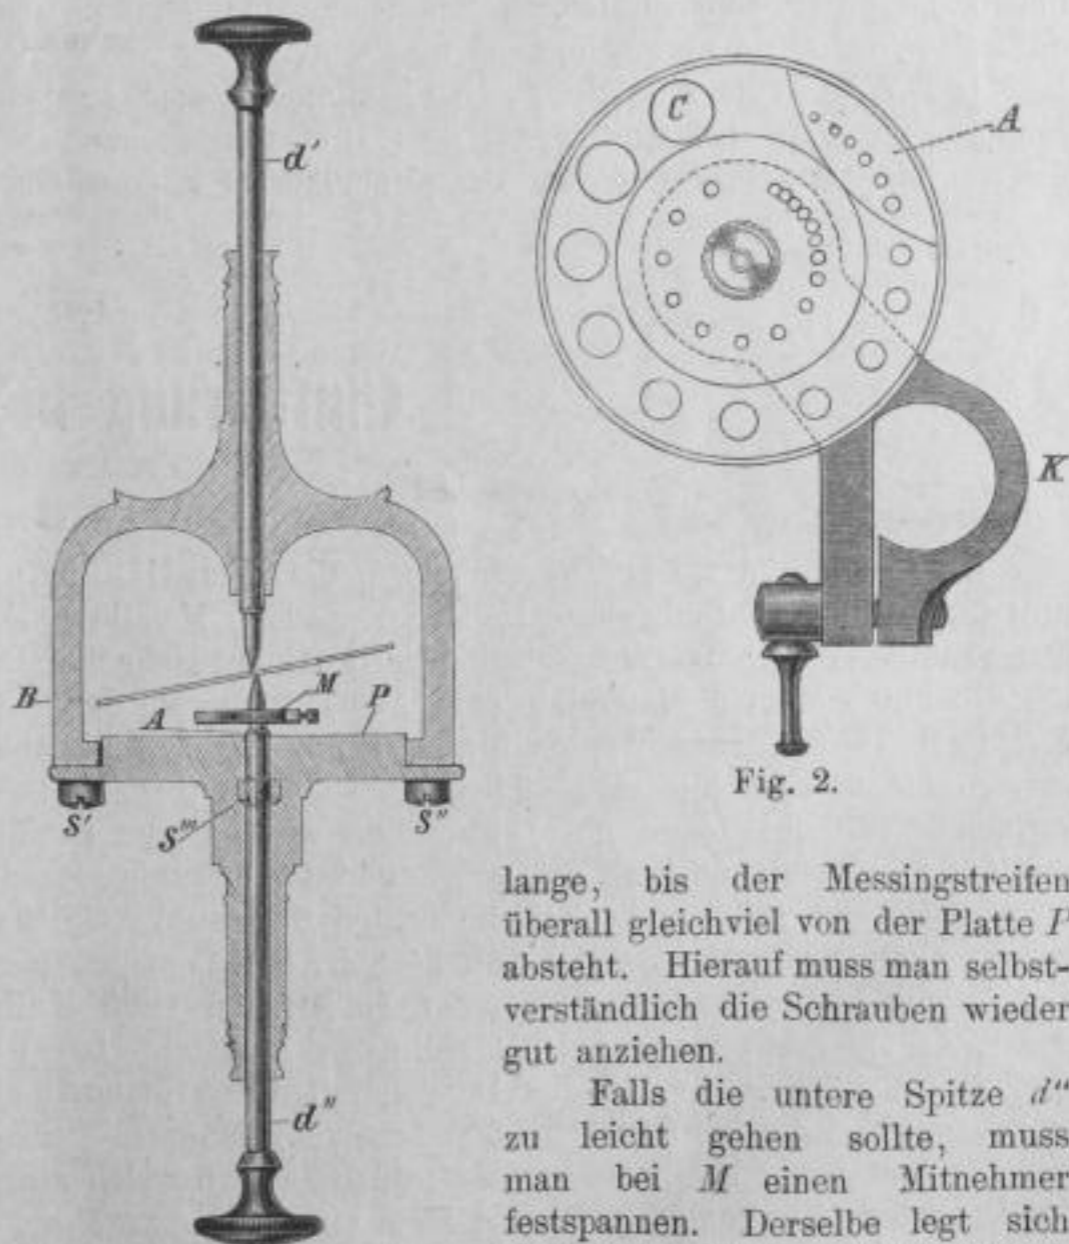 d'
C
A
K
B
M
P
A
S'
S'''
S''
d''
Fig. 2.
lange, bis der Messingstreifen
überall gleichviel von der Platte P
absteht. Hierauf muss man selbst-
verständlich die Schrauben wieder
gut anziehen.
Falls die untere Spitze d''
zu leicht gehen sollte, muss
man bei M einen Mitnehmer
festspannen. Derselbe legt sich